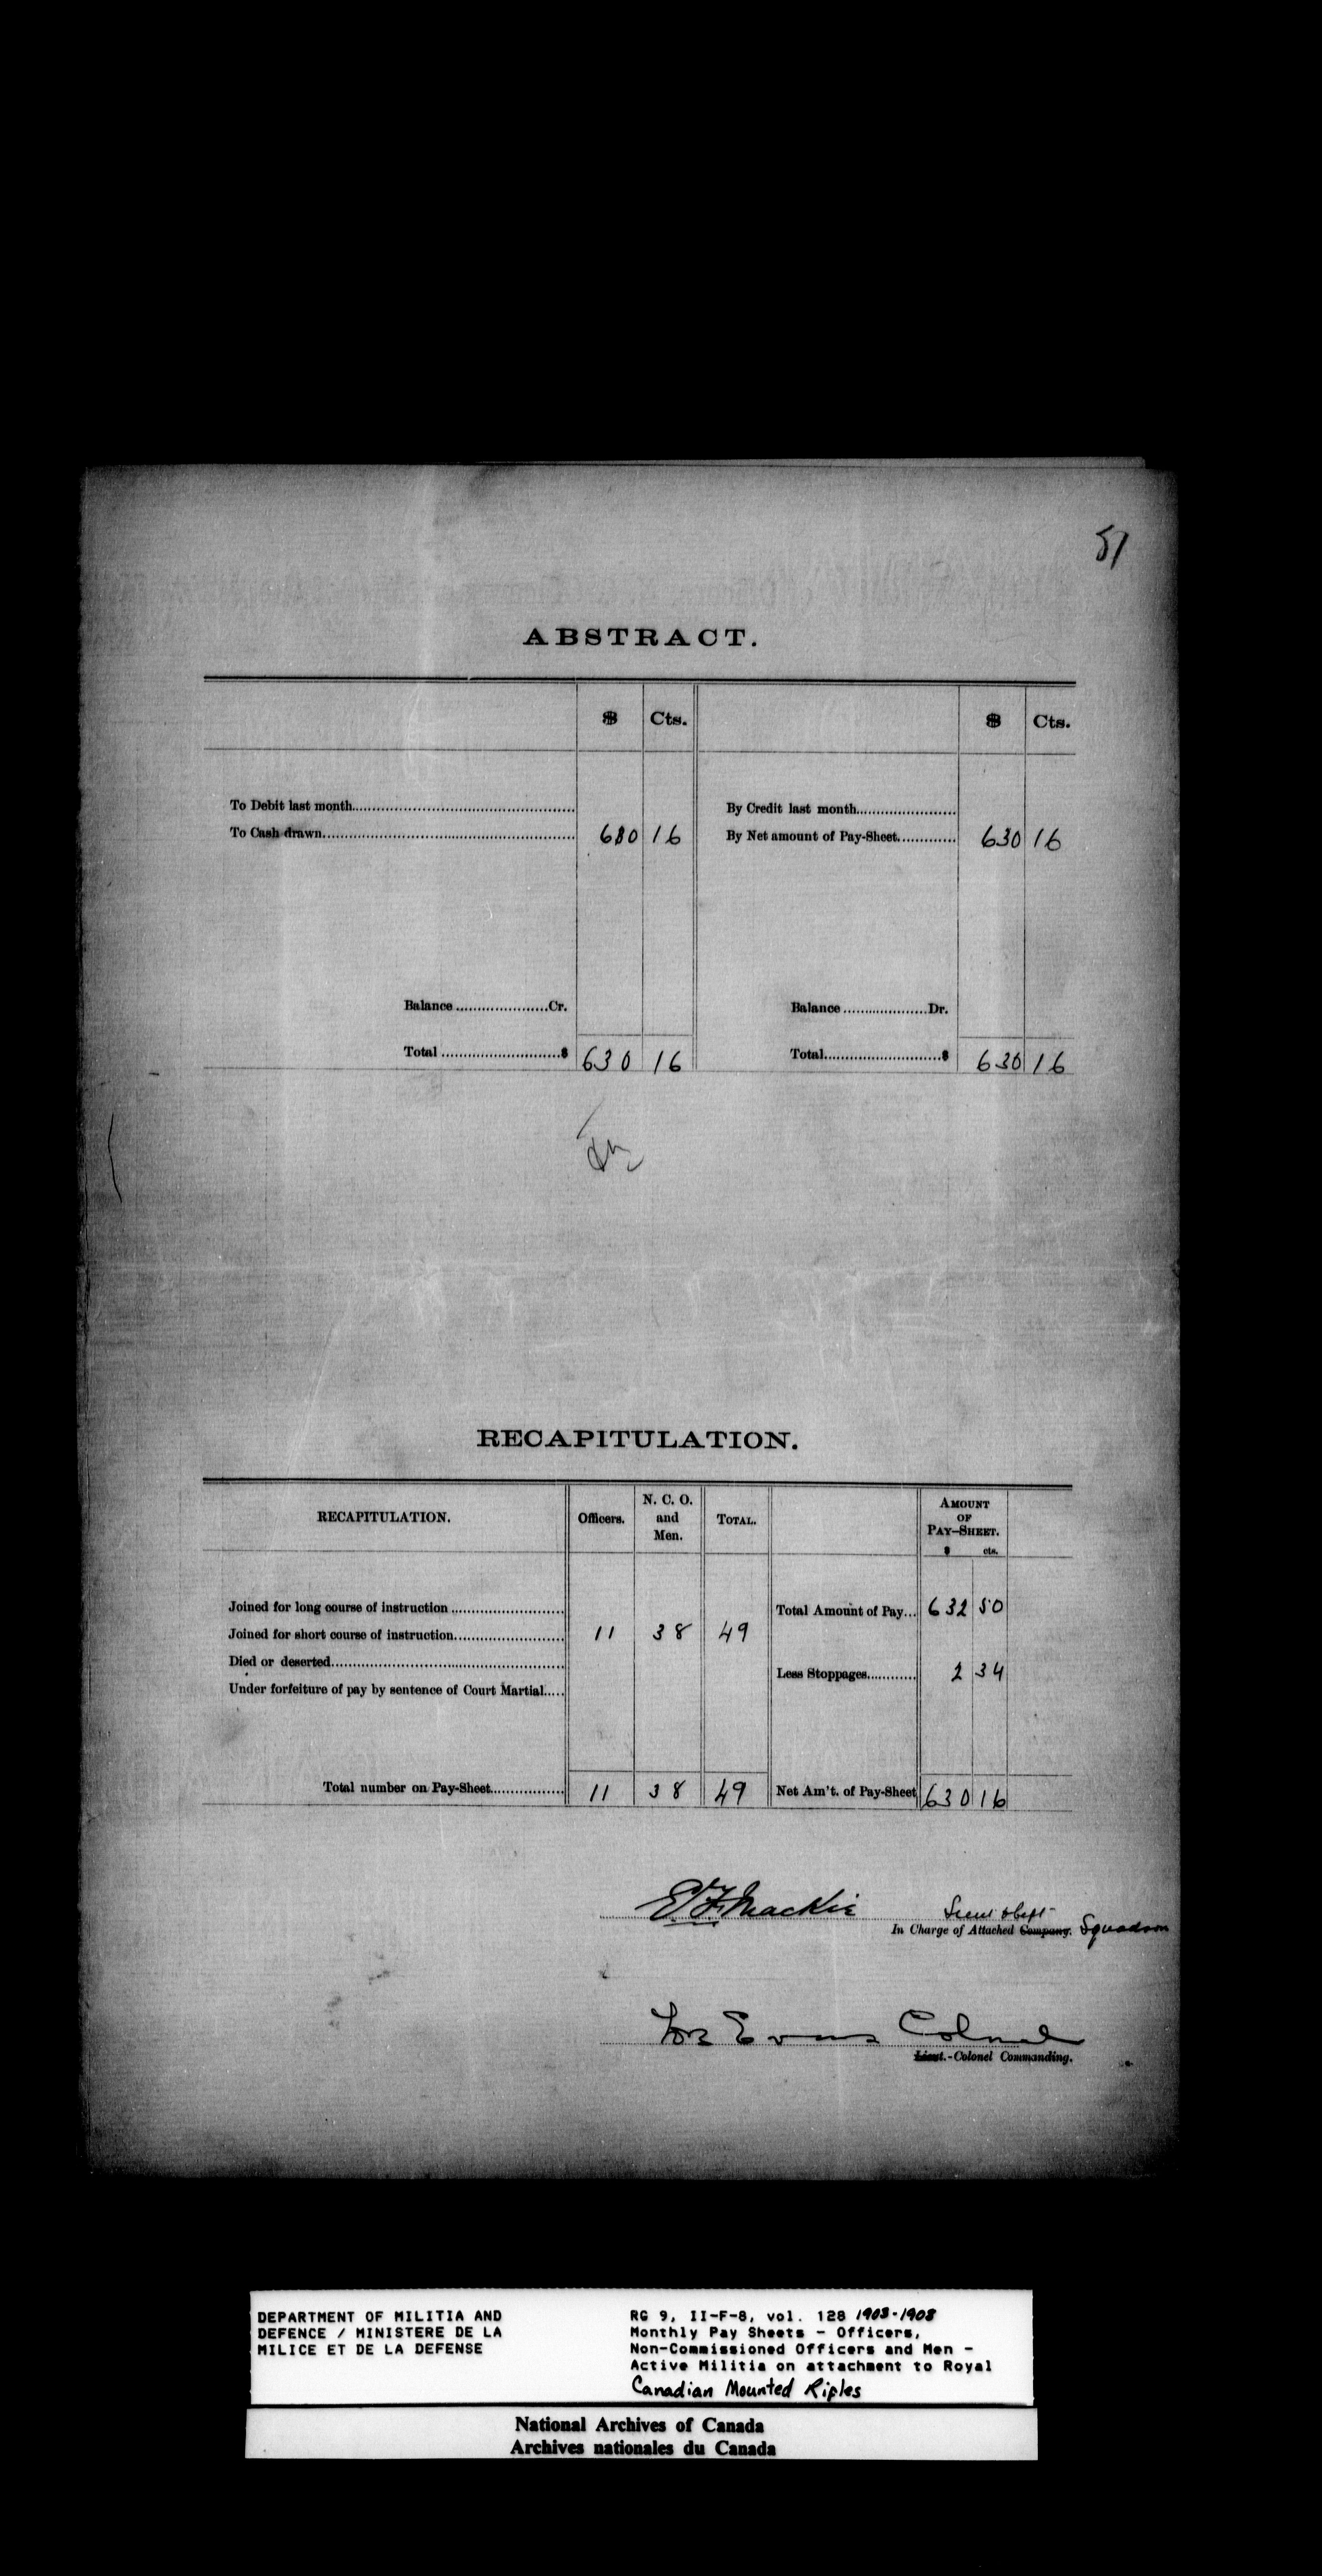 51
ABSTRACT.
$ Cts. $ Cts.
To Debit last month By Credit last month
To Cash drawn 630 16 By Net amount of Pay-Sheet 630 16
Balance Cr. Balance Dr.
Total $ 630 16 Total $ 630 16
RECAPITULATION.
RECAPITULATION. Officers. N. C. O. and Men. TOTAL. AMOUNT OF PAY-SHEET.
$ cts.
Joined for long course of instruction Total Amount of Pay 632 50
Joined for short course of instruction 11 38 49
Died or deserted Less Stoppages 2 34
Under forfeiture of pay by sentence of Court Martial
Total number on Pay-Sheet 11 38 49 Net Am't. of Pay-Sheet 630 16
E F Mackie
In Charge of Attached Company. Squadron
Evans Colonel
Lieut.-Colonel Commanding.
DEPARTMENT OF MILITIA AND
DEFENCE / MINISTERE DE LA
MILICE ET DE LA DEFENSE
RG 9, II-F-8, vol. 128 1903-1908
Monthly Pay Sheets - Officers,
Non-Commissioned Officers and Men -
Active Militia on attachment to Royal
Canadian Mounted Rifles
National Archives of Canada
Archives nationales du Canada